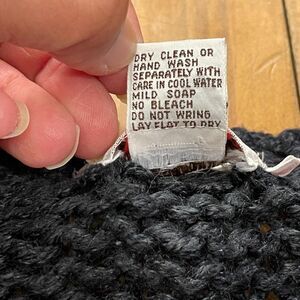 DRY CLEAN OR
HAND WASH
SEPARATELY WITH
CARE IN COOL WATER
MILD SOAP
NO BLEACH
DO NOT WRING
LAY FLAT TO DRY